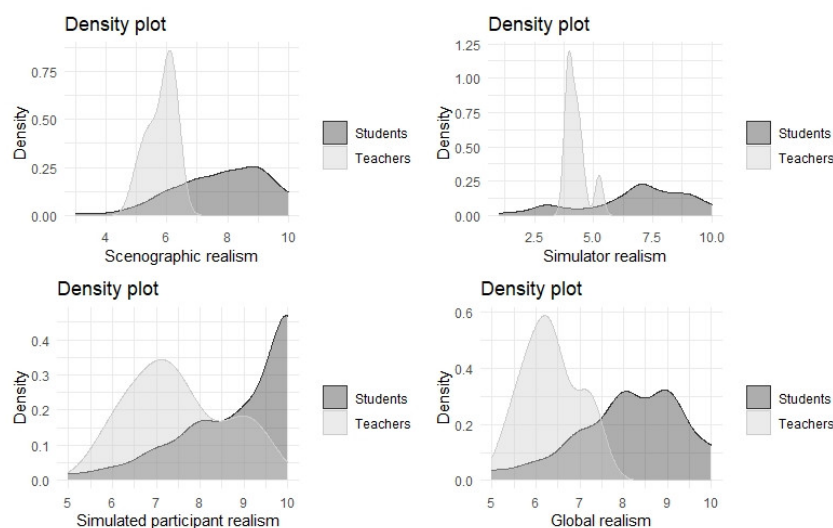 Density plot
1.25
1.00
0.75
0.50
0.25
0.00
Density
2.5 5.0 7.5 10.0
Simulator realism
Students
Teachers
Density plot
0.75
0.50
0.25
0.00
Density
4 6 8 10
Scenographic realism
Students
Teachers
Density plot
0.4
0.3
0.2
0.1
0.0
Density
5 6 7 8 9 10
Simulated participant realism
Students
Teachers
Density plot
0.6
0.4
0.2
0.0
Density
5 6 7 8 9 10
Global realism
Students
Teachers